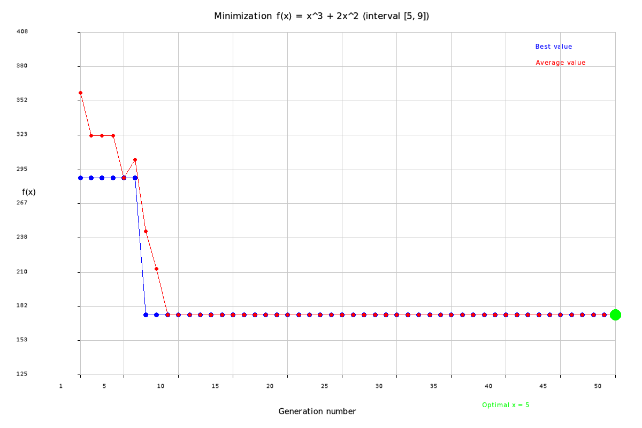 Minimization f(x) = x^3 + 2x^2 (interval [5, 9])
408
380
352
323
295
267
238
210
182
153
125
f(x)
Best value
Average value
1 5 10 15 20 25 30 35 40 45 50
Optimal x = 5
Generation number